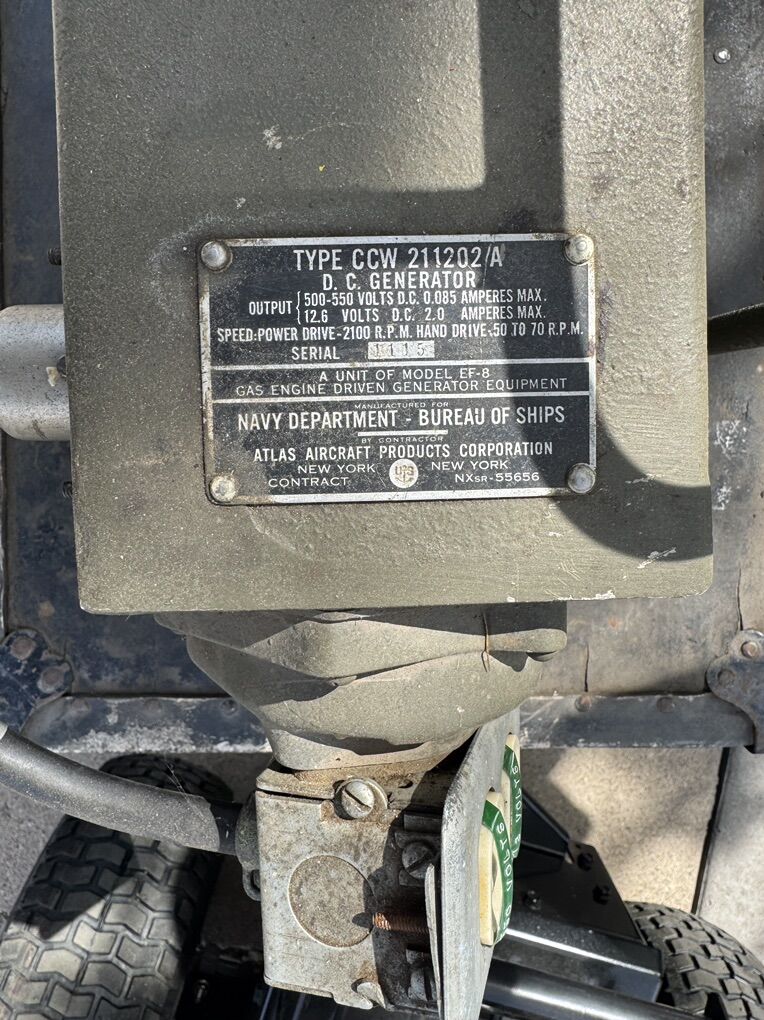 TYPE CCW 211202/A
D. C. GENERATOR
OUTPUT { 500-550 VOLTS D.C. 0.085 AMPERES MAX.
12.6 VOLTS D.C. 2.0 AMPERES MAX.
SPEED: POWER DRIVE-2100 R.P.M. HAND DRIVE-50 TO 70 R.P.M.
SERIAL 1115
A UNIT OF MODEL EF-8
GAS ENGINE DRIVEN GENERATOR EQUIPMENT
MANUFACTURED FOR
NAVY DEPARTMENT - BUREAU OF SHIPS
BY CONTRACTOR
ATLAS AIRCRAFT PRODUCTS CORPORATION
NEW YORK NEW YORK
CONTRACT NXSR-55656